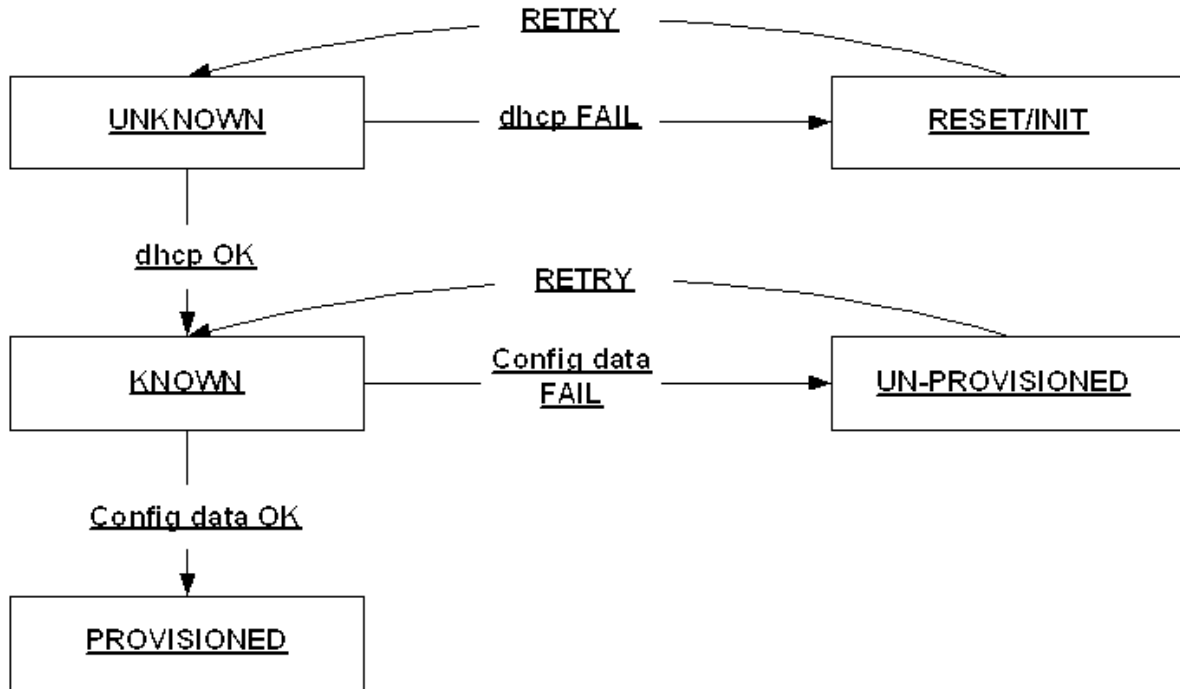 RETRY
UNKNOWN
dhcp FAIL
RESET/INIT
dhcp OK
RETRY
KNOWN
Config data
FAIL
UN-PROVISIONED
Config data OK
PROVISIONED